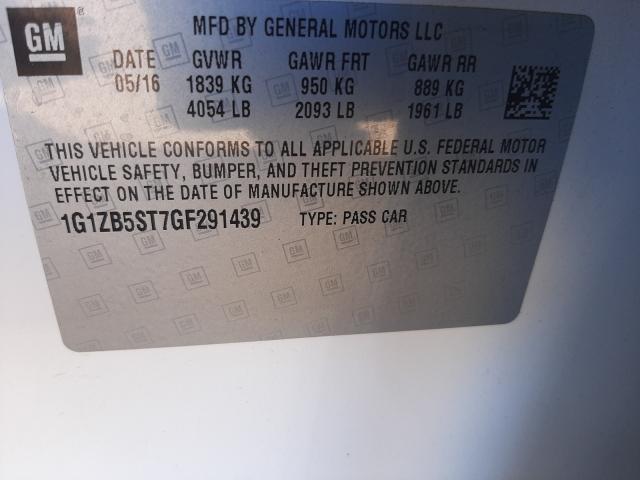 GM
MFD BY GENERAL MOTORS LLC
DATE GVWR GAWR FRT GAWR RR
05/16 1839 KG 950 KG 889 KG
4054 LB 2093 LB 1961 LB
THIS VEHICLE CONFORMS TO ALL APPLICABLE U.S. FEDERAL MOTOR
VEHICLE SAFETY, BUMPER, AND THEFT PREVENTION STANDARDS IN
EFFECT ON THE DATE OF MANUFACTURE SHOWN ABOVE.
1G1ZB5ST7GF291439 TYPE: PASS CAR